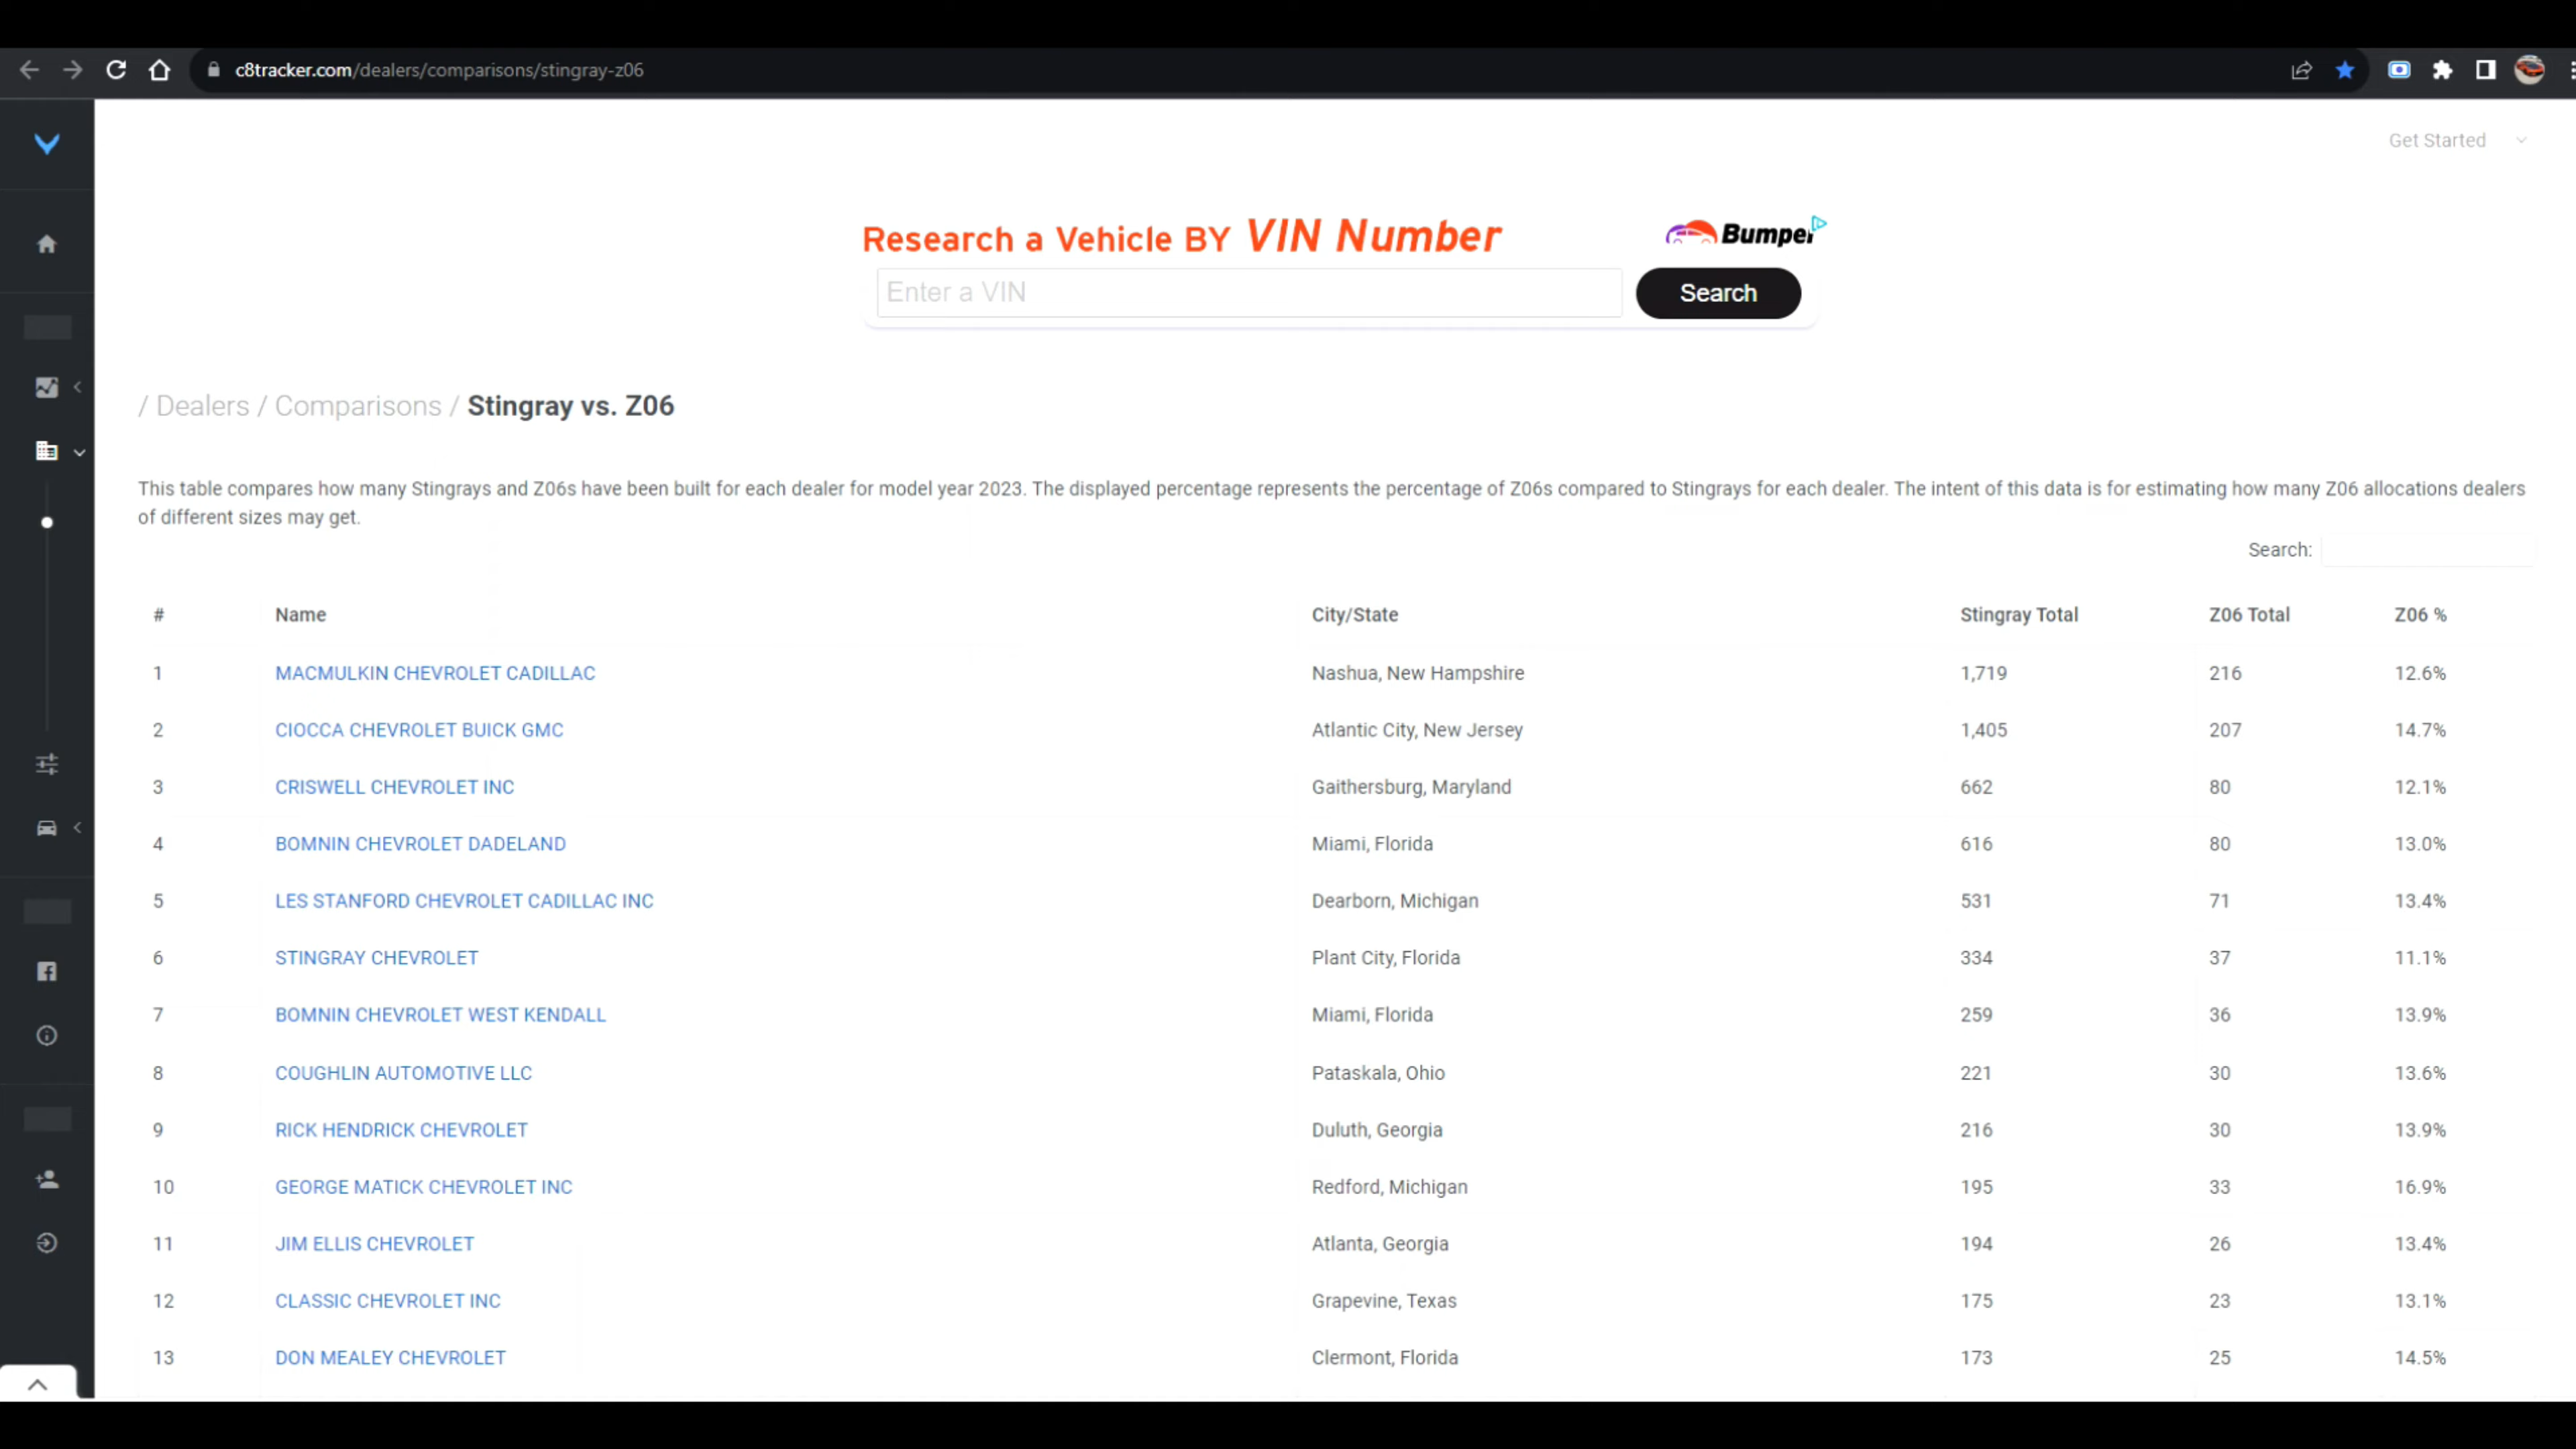 c8tracker.com/dealers/comparisons/stingray-z06
Get Started
Research a Vehicle BY VIN Number
Bumper
Enter a VIN
Search
/ Dealers / Comparisons / Stingray vs. Z06
This table compares how many Stingrays and Z06s have been built for each dealer for model year 2023. The displayed percentage represents the percentage of Z06s compared to Stingrays for each dealer. The intent of this data is for estimating how many Z06 allocations dealers
of different sizes may get.
Search:
# Name City/State Stingray Total Z06 Total Z06 %
1 MACMULKIN CHEVROLET CADILLAC Nashua, New Hampshire 1,719 216 12.6%
2 CIOCCA CHEVROLET BUICK GMC Atlantic City, New Jersey 1,405 207 14.7%
3 CRISWELL CHEVROLET INC Gaithersburg, Maryland 662 80 12.1%
4 BOMNIN CHEVROLET DADELAND Miami, Florida 616 80 13.0%
5 LES STANFORD CHEVROLET CADILLAC INC Dearborn, Michigan 531 71 13.4%
6 STINGRAY CHEVROLET Plant City, Florida 334 37 11.1%
7 BOMNIN CHEVROLET WEST KENDALL Miami, Florida 259 36 13.9%
8 COUGHLIN AUTOMOTIVE LLC Pataskala, Ohio 221 30 13.6%
9 RICK HENDRICK CHEVROLET Duluth, Georgia 216 30 13.9%
10 GEORGE MATICK CHEVROLET INC Redford, Michigan 195 33 16.9%
11 JIM ELLIS CHEVROLET Atlanta, Georgia 194 26 13.4%
12 CLASSIC CHEVROLET INC Grapevine, Texas 175 23 13.1%
13 DON MEALEY CHEVROLET Clermont, Florida 173 25 14.5%